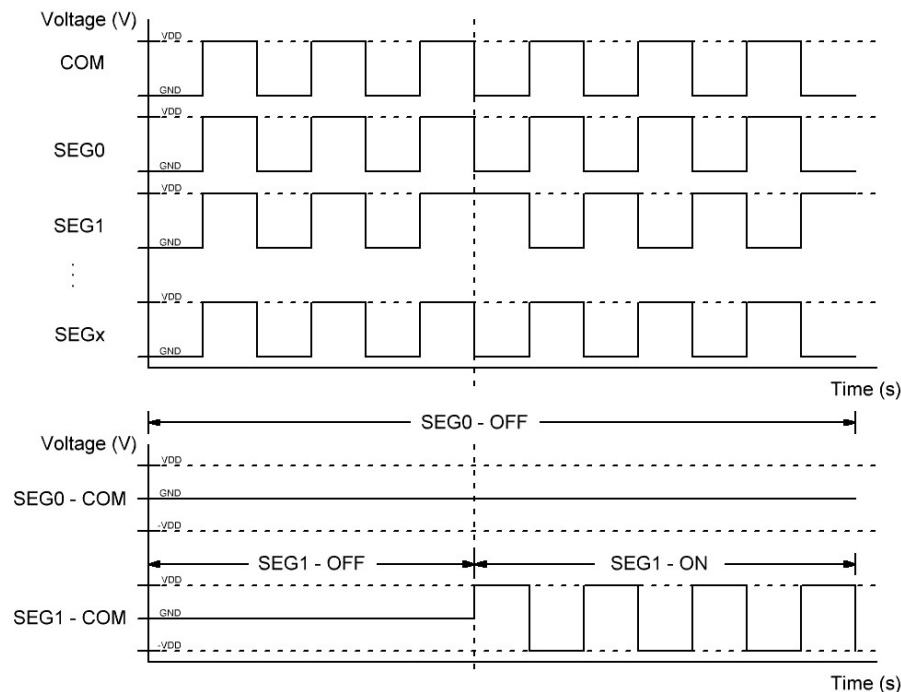 Voltage (V)
VDD
COM
GND
VDD
SEG0
GND
VDD
SEG1
GND
VDD
SEGx
GND
Time (s)
SEG0 - OFF
Voltage (V)
VDD
SEG0 - COM
GND
-VDD
SEG1 - OFF
SEG1 - ON
VDD
SEG1 - COM
GND
-VDD
Time (s)